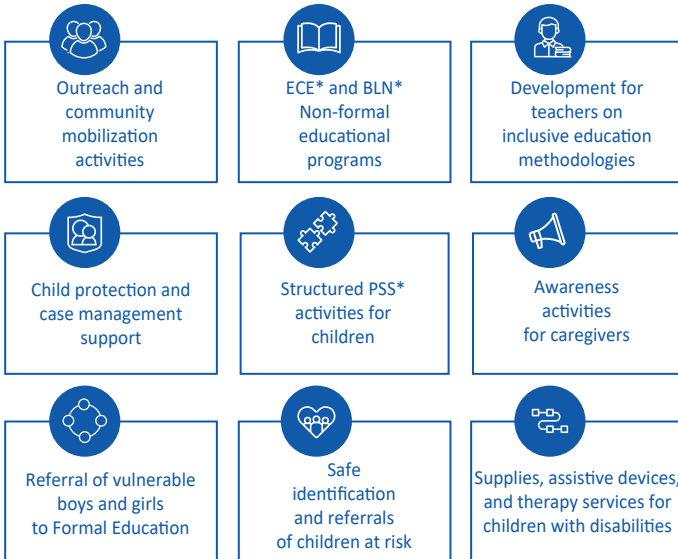 Outreach and
community
mobilization
activities
ECE* and BLN*
Non-formal
educational
programs
Development for
teachers on
inclusive education
methodologies
Child protection and
case management
support
Structured PSS*
activities for
children
Awareness
activities
for caregivers
Referral of vulnerable
boys and girls
to Formal Education
Safe
identification
and referrals
of children at risk
Supplies, assistive devices,
and therapy services for
children with disabilities